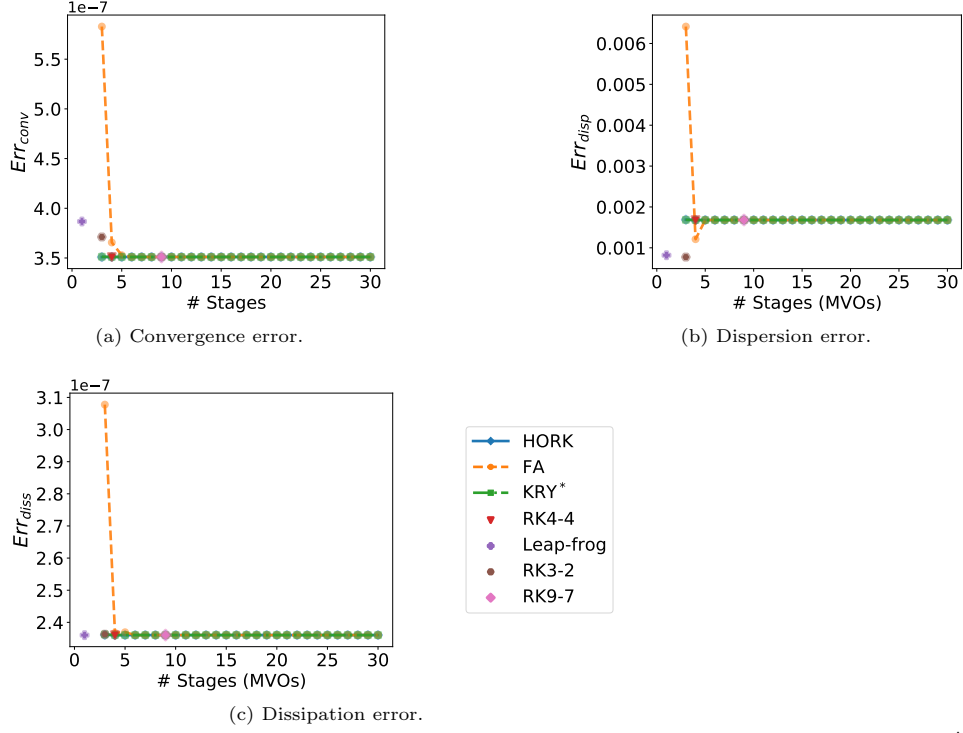 1e−7
5.5
5.0
4.5
4.0
3.5
Err_conv
0 5 10 15 20 25 30
# Stages
(a) Convergence error.
0.006
0.005
0.004
0.003
0.002
0.001
Err_disp
0 5 10 15 20 25 30
# Stages (MVOs)
(b) Dispersion error.
1e−7
3.1
3.0
2.9
2.8
2.7
2.6
2.5
2.4
Err_diss
0 5 10 15 20 25 30
# Stages (MVOs)
(c) Dissipation error.
HORK
FA
KRY*
RK4-4
Leap-frog
RK3-2
RK9-7